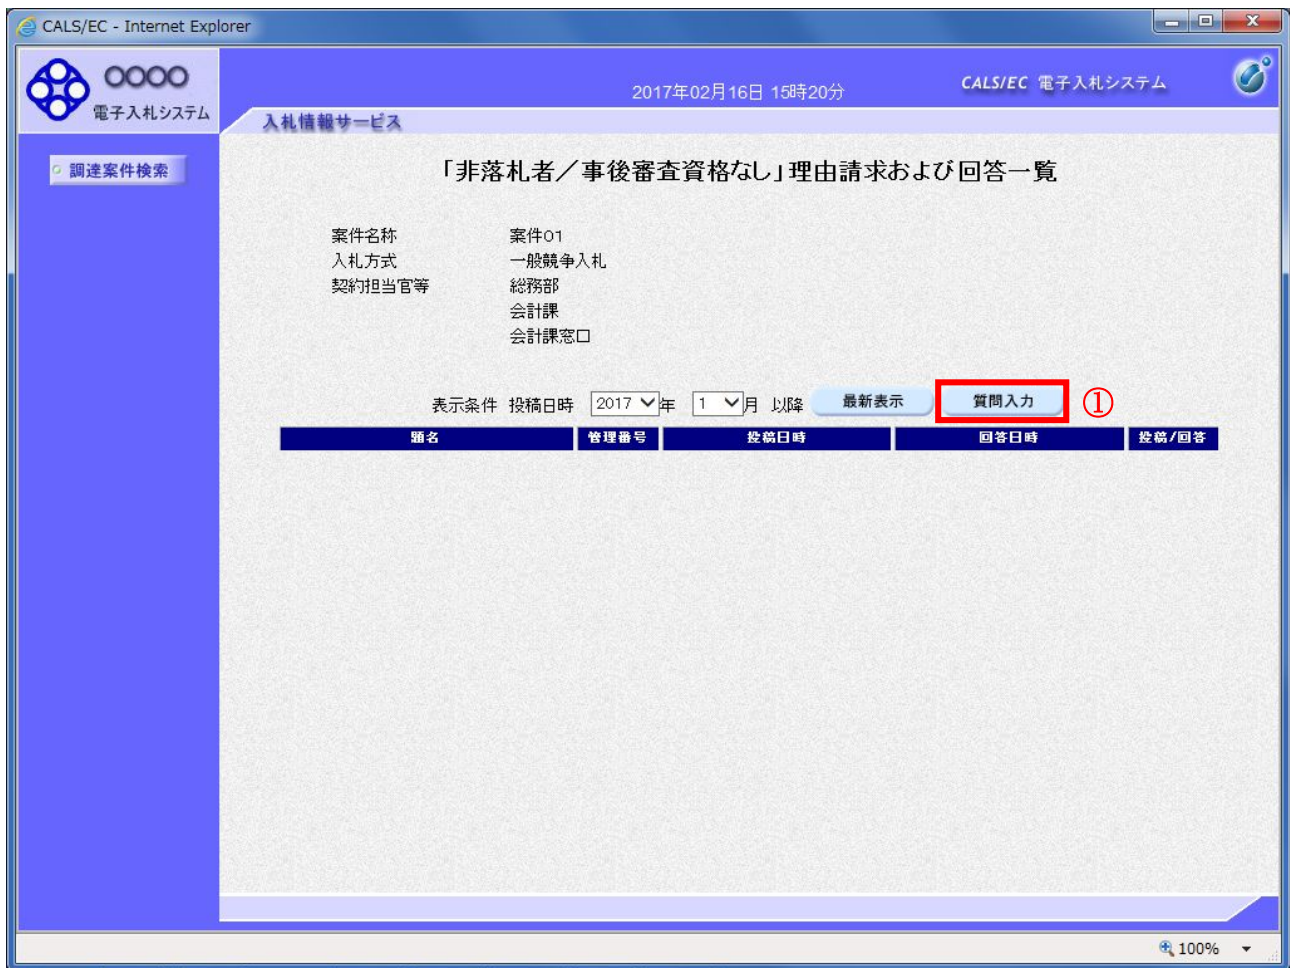 CALS/EC - Internet Explorer
〇〇〇〇
電子入札システム
2017年02月16日 15時20分
CALS/EC 電子入札システム
入札情報サービス
調達案件検索
「非落札者／事後審査資格なし」理由請求および回答一覧
案件名称 案件01
入札方式 一般競争入札
契約担当官等 総務部
会計課
会計課窓口
表示条件 投稿日時 2017 年 1 月 以降 最新表示 質問入力 ①
題名 管理番号 投稿日時 回答日時 投稿/回答
100%